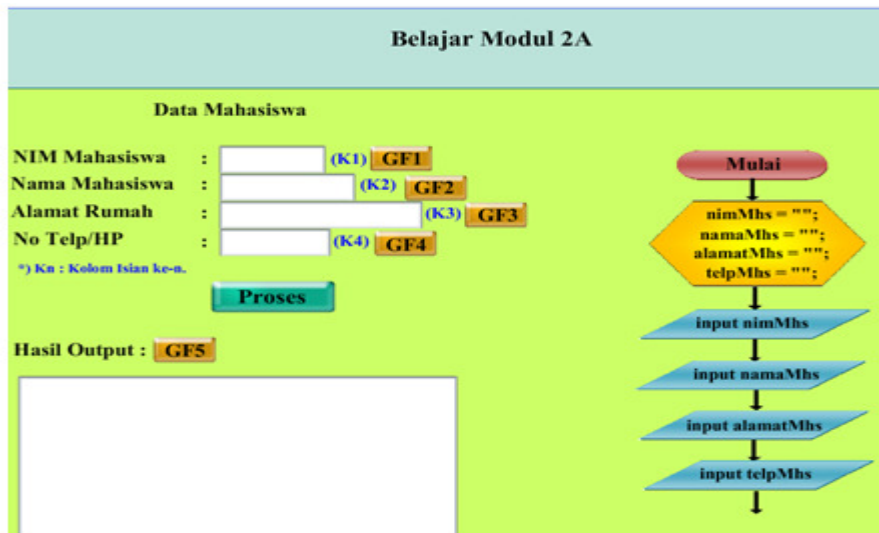 Belajar Modul 2A
Data Mahasiswa
NIM Mahasiswa : (K1) GF1
Nama Mahasiswa : (K2) GF2
Alamat Rumah : (K3) GF3
No Telp/HP : (K4) GF4
*) Kn : Kolom Isian ke-n.
Proses
Hasil Output : GF5
Mulai
nimMhs = "";
namaMhs = "";
alamatMhs = "";
telpMhs = "";
input nimMhs
input namaMhs
input alamatMhs
input telpMhs